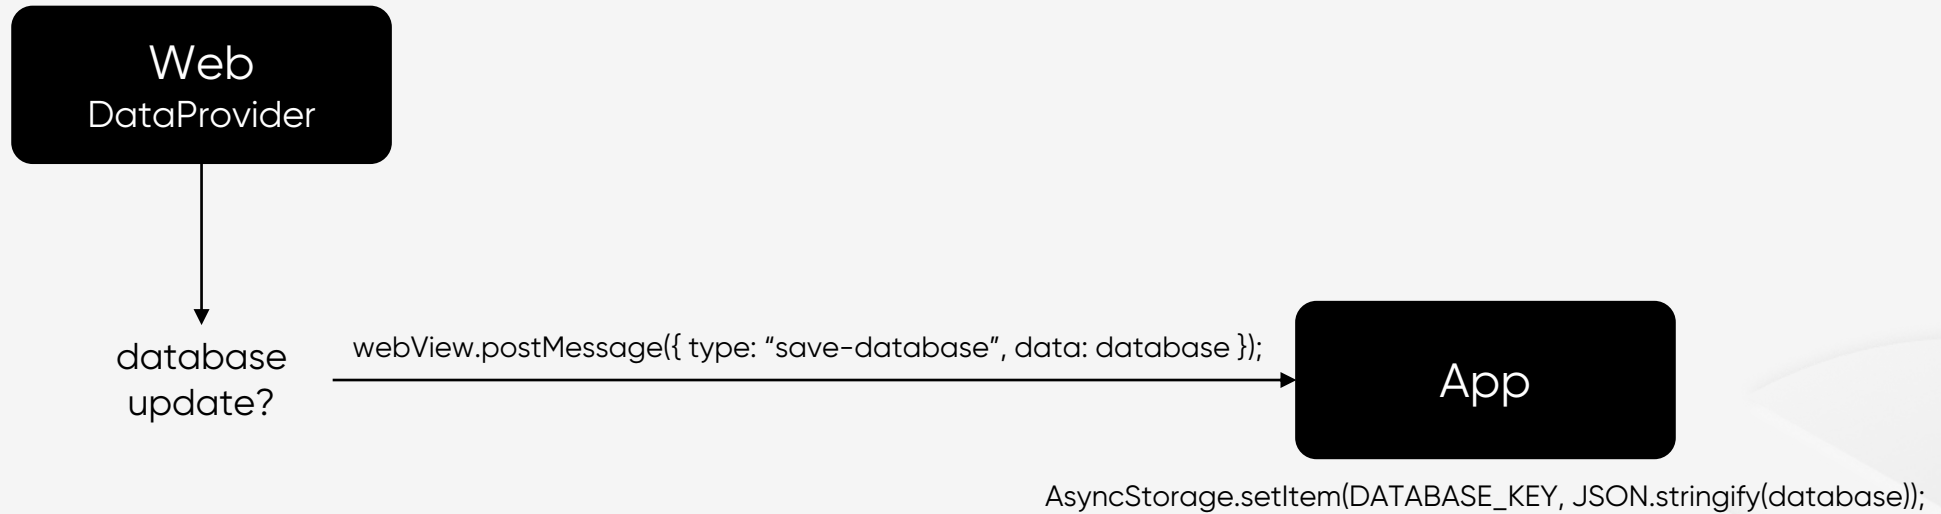 Web
DataProvider
database
update?
webView.postMessage({ type: “save-database”, data: database });
App
AsyncStorage.setItem(DATABASE_KEY, JSON.stringify(database));